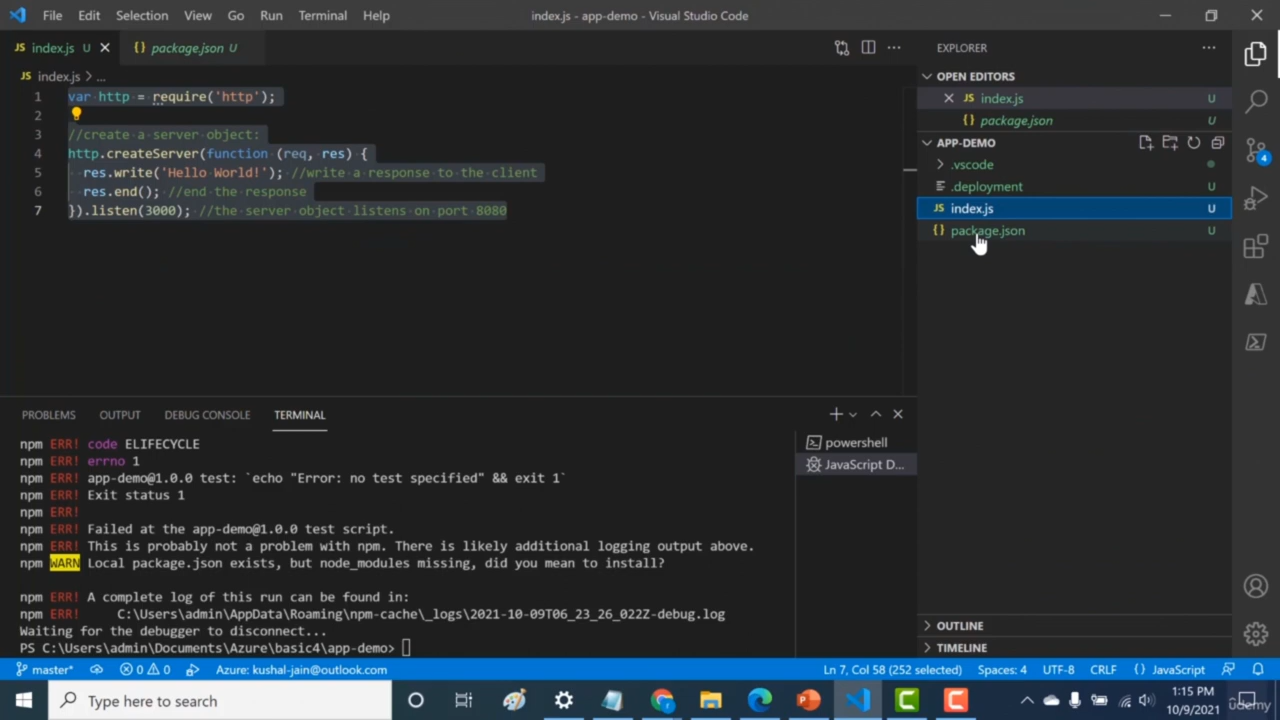 File Edit Selection View Go Run Terminal Help index.js - app-demo - Visual Studio Code
JS index.js U
{} package.json U
JS index.js > ...
1 var http = require('http');
2
3 //create a server object:
4 http.createServer(function (req, res) {
5 res.write('Hello World!'); //write a response to the client
6 res.end(); //end the response
7 }).listen(3000); //the server object listens on port 8080
EXPLORER
OPEN EDITORS
JS index.js U
{} package.json U
APP-DEMO
.vscode
.deployment U
JS index.js U
{} package.json U
4
PROBLEMS OUTPUT DEBUG CONSOLE TERMINAL
powershell
JavaScript D...
npm ERR! code ELIFECYCLE
npm ERR! errno 1
npm ERR! app-demo@1.0.0 test: `echo "Error: no test specified" && exit 1`
npm ERR! Exit status 1
npm ERR!
npm ERR! Failed at the app-demo@1.0.0 test script.
npm ERR! This is probably not a problem with npm. There is likely additional logging output above.
npm WARN Local package.json exists, but node_modules missing, did you mean to install?
npm ERR! A complete log of this run can be found in:
npm ERR! C:\Users\admin\AppData\Roaming\npm-cache\_logs\2021-10-09T06_23_26_022Z-debug.log
Waiting for the debugger to disconnect...
PS C:\Users\admin\Documents\Azure\basic4\app-demo>
OUTLINE
TIMELINE
master* 0 0 Azure: kushal-jain@outlook.com Ln 7, Col 58 (252 selected) Spaces: 4 UTF-8 CRLF {} JavaScript
Type here to search
1:15 PM
10/9/2021
udemy